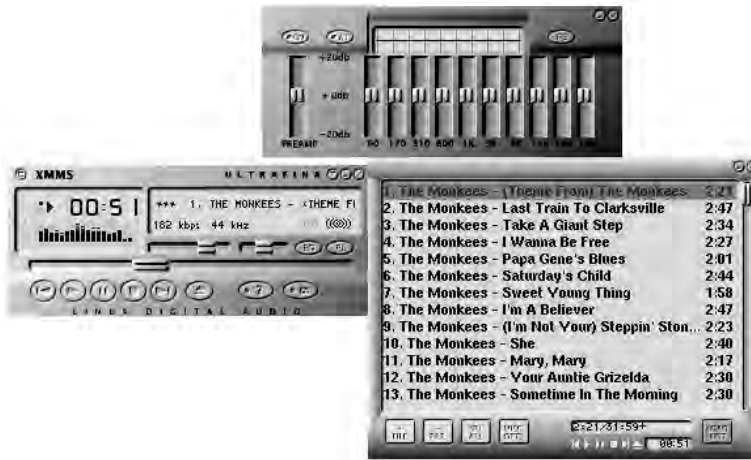 +20db
+ 0db
-20db
PREAMP 60 170 310 600 1K
XMMS
00:51
*** 1. THE MONKEES - <THEME F
182 kbps 44 kHz
LINUX DIGITAL AUDIO
1. The Monkees - (Theme From) The Monkees 2:21
2. The Monkees - Last Train To Clarksville 2:47
3. The Monkees - Take A Giant Step 2:34
4. The Monkees - I Wanna Be Free 2:27
5. The Monkees - Papa Gene's Blues 2:01
6. The Monkees - Saturday's Child 2:44
7. The Monkees - Sweet Young Thing 1:58
8. The Monkees - I'm A Believer 2:47
9. The Monkees - (I'm Not Your) Steppin' Ston... 2:23
10. The Monkees - She 2:40
11. The Monkees - Mary, Mary 2:17
12. The Monkees - Your Auntie Grizelda 2:30
13. The Monkees - Sometime In The Morning 2:30
2:21/31:59+
00:51